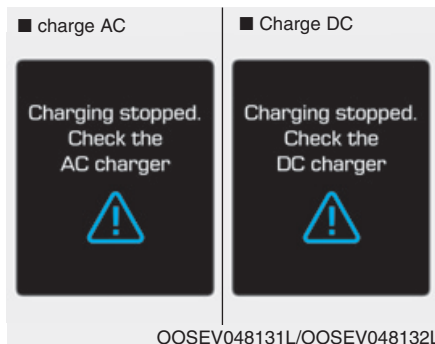 ■ charge AC
Charging stopped.
Check the
AC charger
■ Charge DC
Charging stopped.
Check the
DC charger
OOSEV048131L/OOSEV048132L